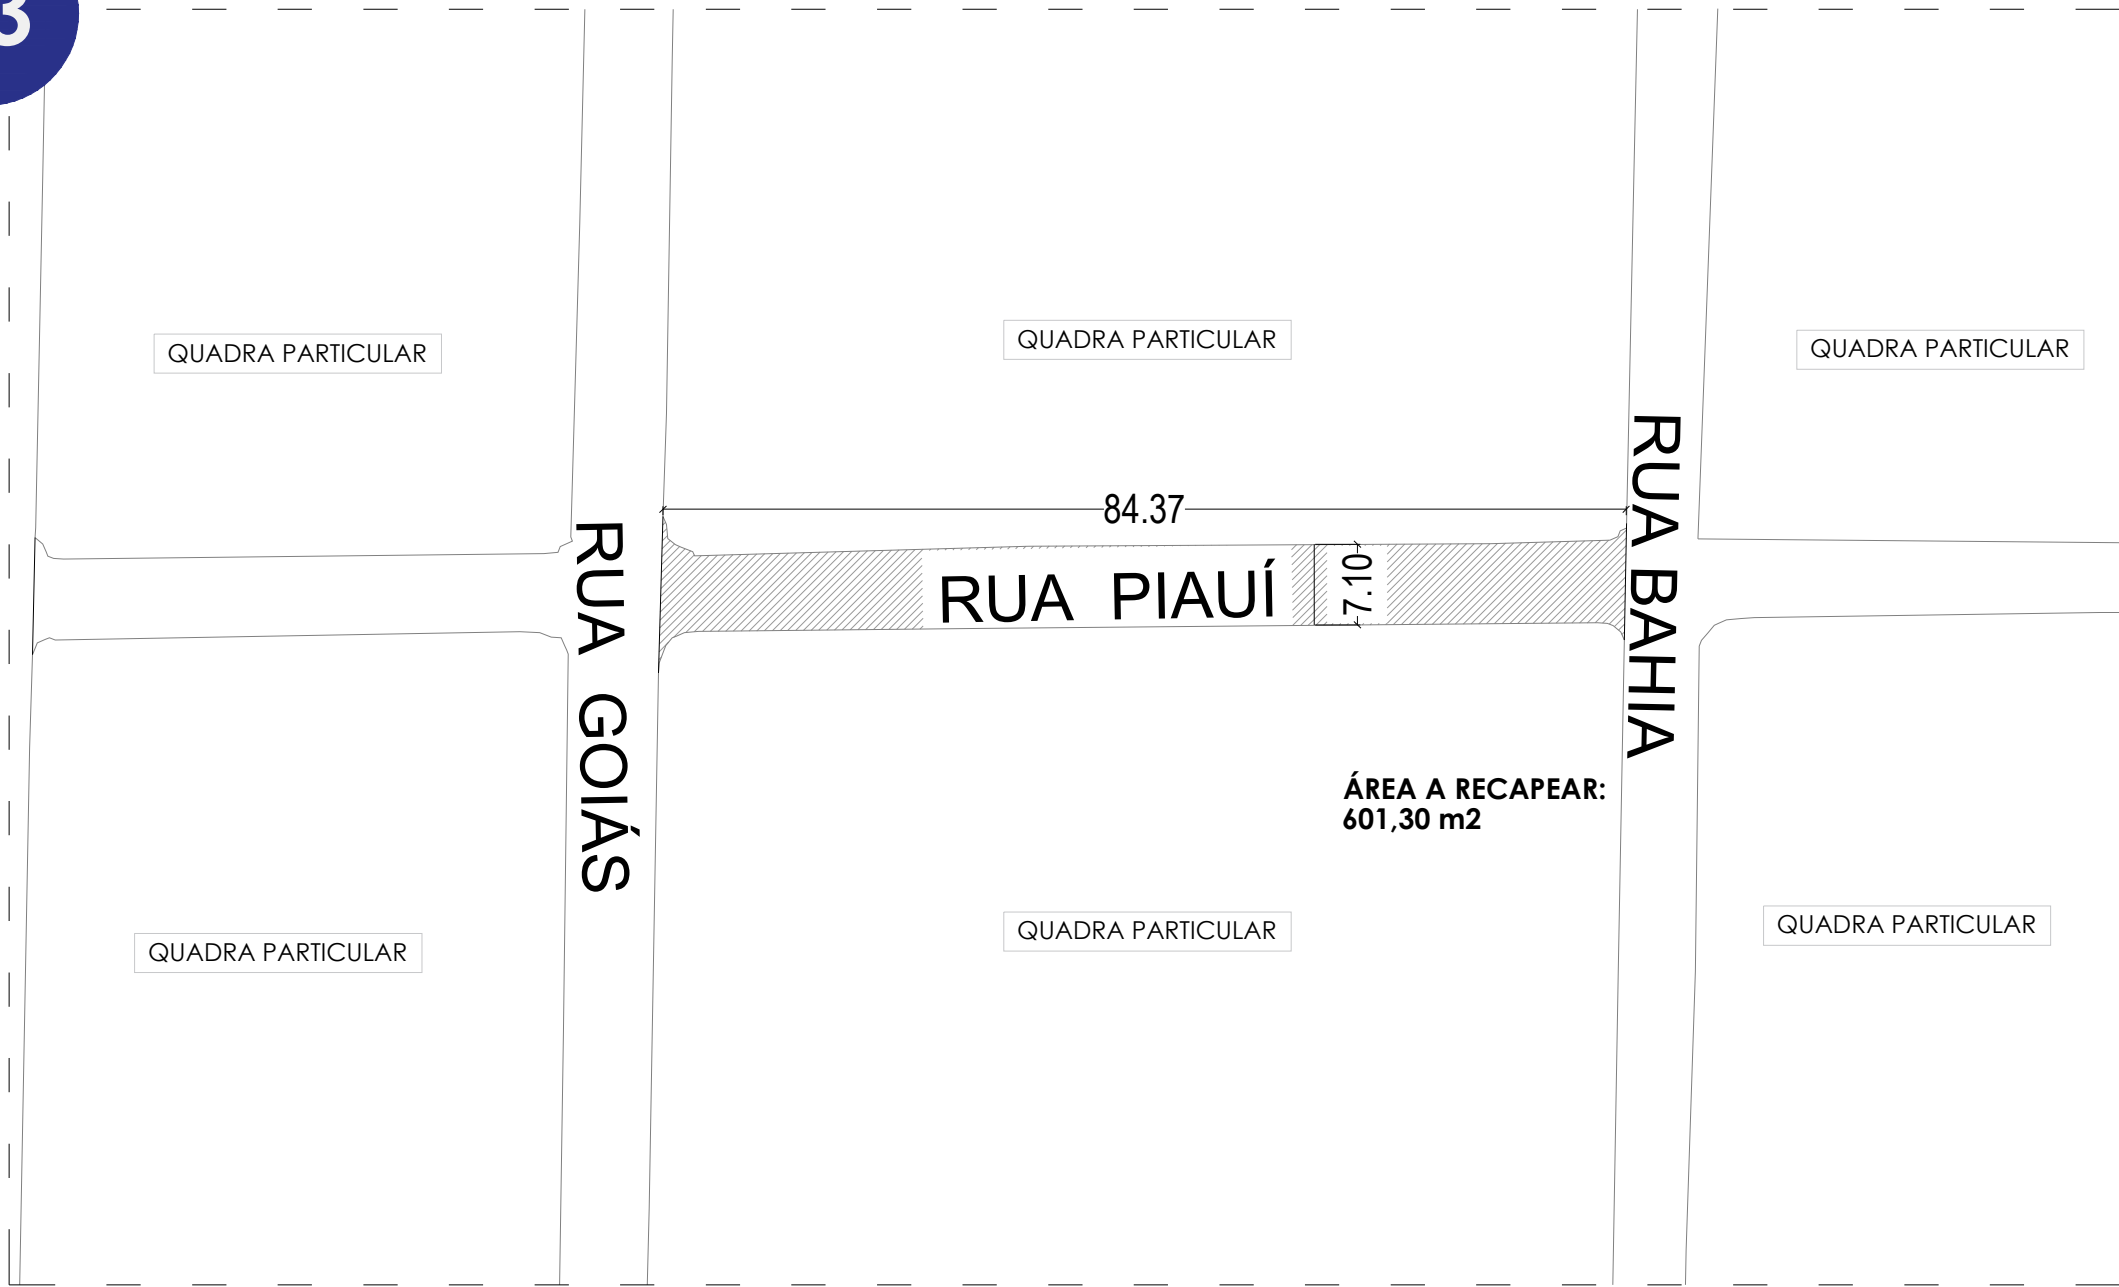 3
QUADRA PARTICULAR
QUADRA PARTICULAR
QUADRA PARTICULAR
84.37
RUA PIAUÍ
7.10
RUA GOIÁS
RUA BAHIA
ÁREA A RECAPEAR:
601,30 m2
QUADRA PARTICULAR
QUADRA PARTICULAR
QUADRA PARTICULAR